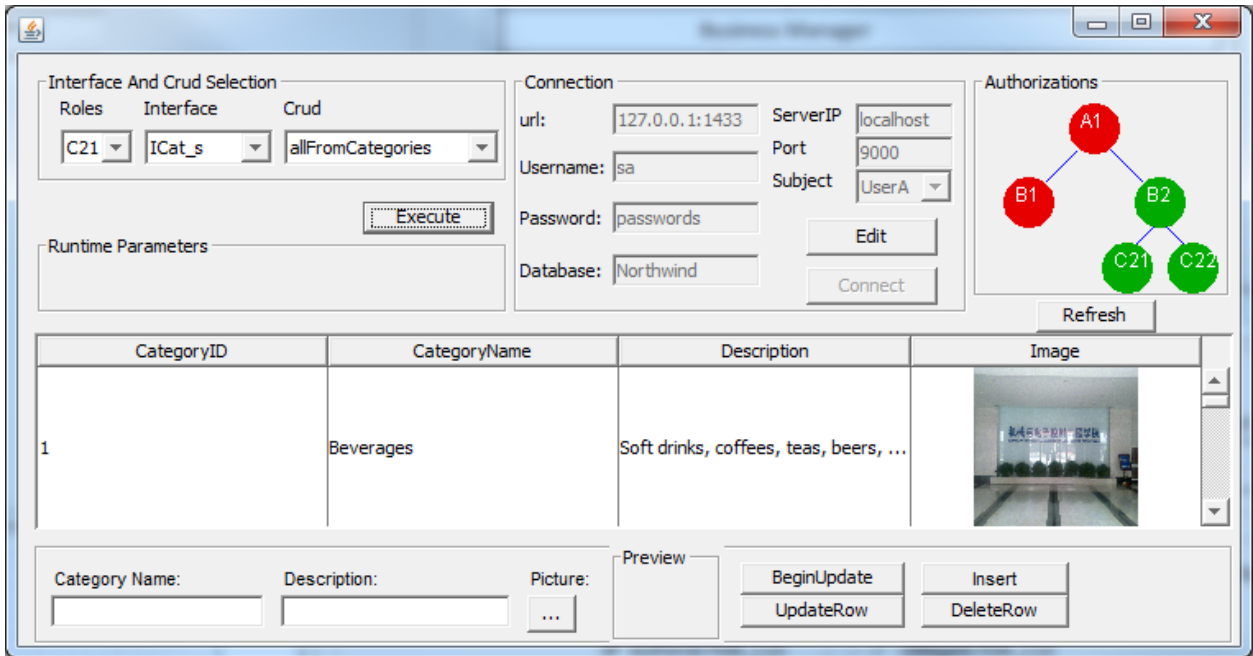 Business Manager
Interface And Crud Selection
Roles Interface Crud
C21 ICat_s allFromCategories
Execute
Runtime Parameters
Connection
url: 127.0.0.1:1433
Username: sa
Password: passwords
Database: Northwind
ServerIP localhost
Port 9000
Subject UserA
Edit
Connect
Authorizations
A1
B1 B2
C21 C22
Refresh
CategoryID CategoryName Description Image
1 Beverages Soft drinks, coffees, teas, beers, ...
Category Name: Description: Picture:
...
Preview
BeginUpdate Insert
UpdateRow DeleteRow